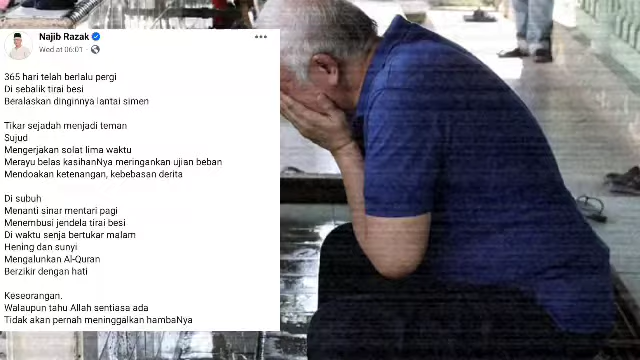 Najib Razak
Wed at 06:01 ·
365 hari telah berlalu pergi
Di sebalik tirai besi
Beralaskan dinginnya lantai simen
Tikar sejadah menjadi teman
Sujud
Mengerjakan solat lima waktu
Merayu belas kasihanNya meringankan ujian beban
Mendoakan ketenangan, kebebasan derita
Di subuh
Menanti sinar mentari pagi
Menembusi jendela tirai besi
Di waktu senja bertukar malam
Hening dan sunyi
Mengalunkan Al-Quran
Berzikir dengan hati
Keseorangan.
Walaupun tahu Allah sentiasa ada
Tidak akan pernah meninggalkan hambaNya